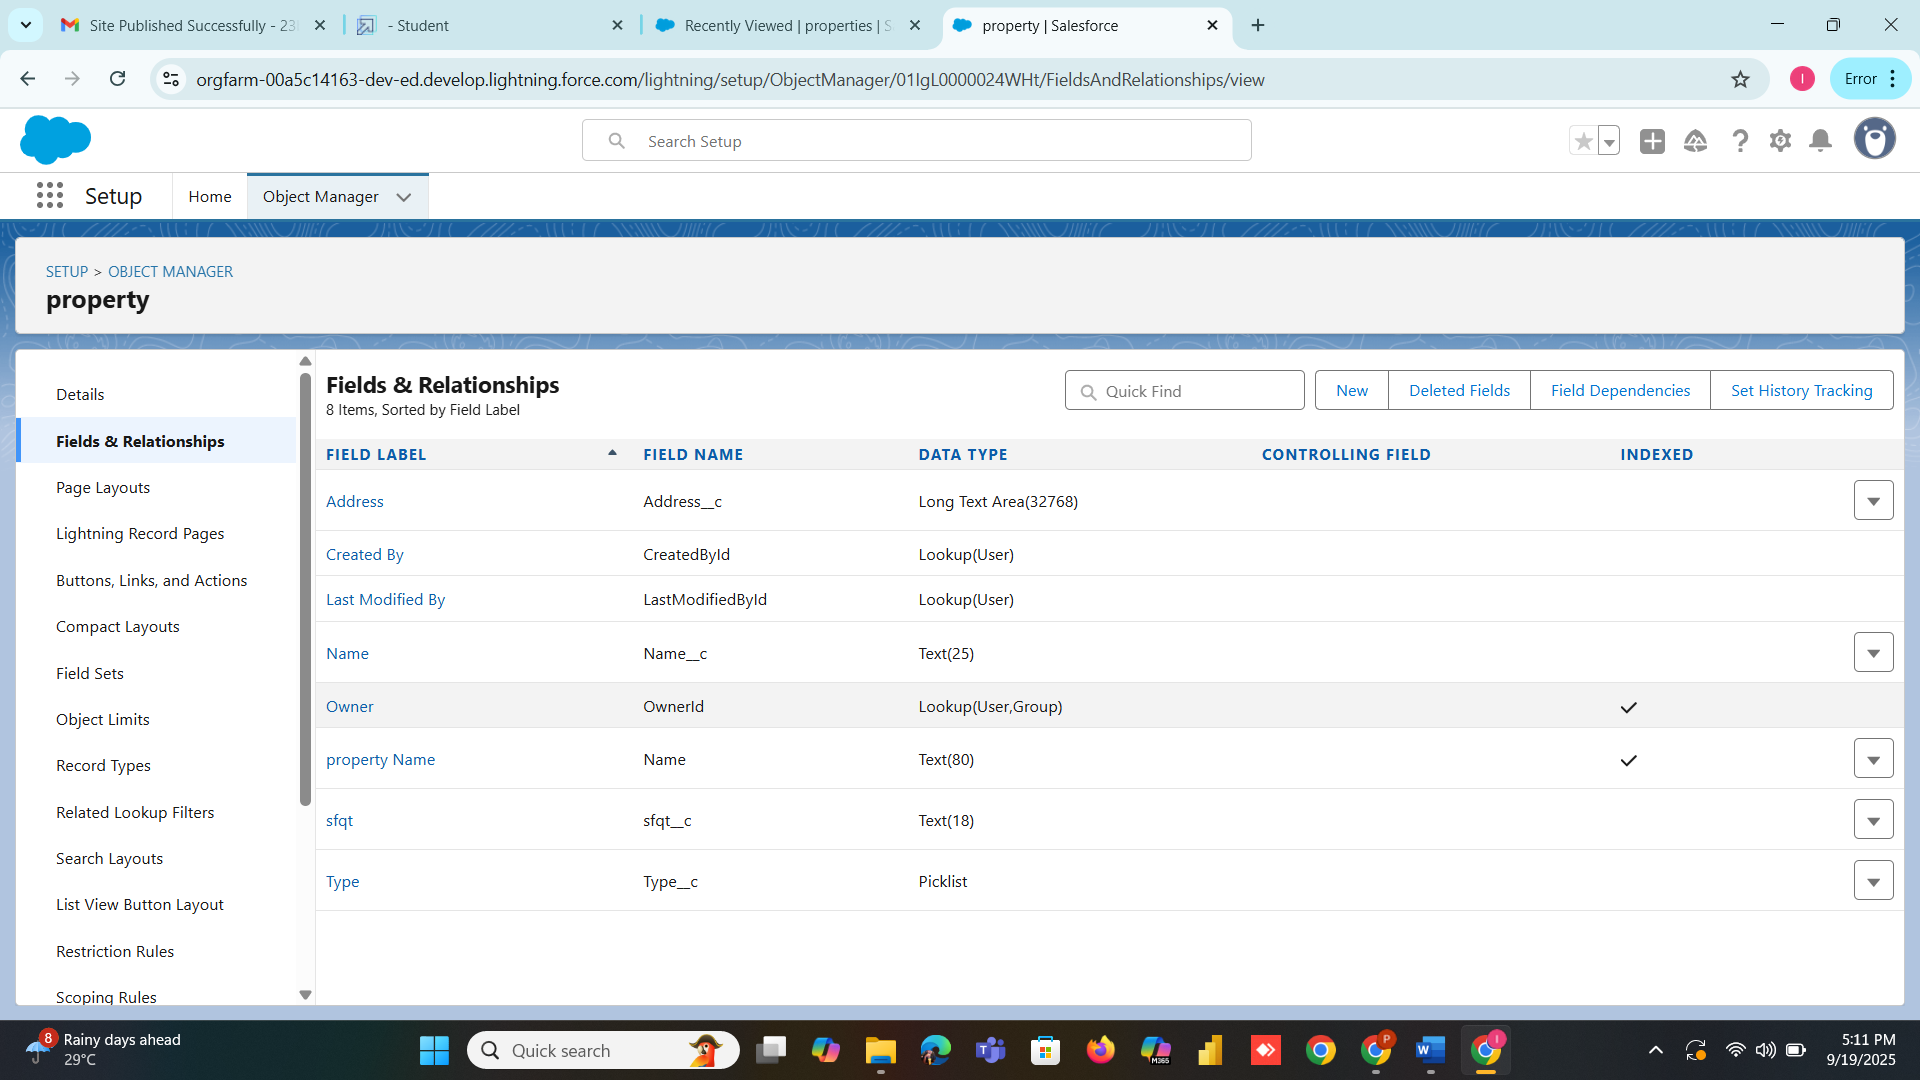 Site Published Successfully - 23
- Student
Recently Viewed | properties | S
property | Salesforce
orgfarm-00a5c14163-dev-ed.develop.lightning.force.com/lightning/setup/ObjectManager/01IgL0000024WHt/FieldsAndRelationships/view
I
Error
Search Setup
Setup
Home
Object Manager
SETUP > OBJECT MANAGER
property
Details
Fields & Relationships
Page Layouts
Lightning Record Pages
Buttons, Links, and Actions
Compact Layouts
Field Sets
Object Limits
Record Types
Related Lookup Filters
Search Layouts
List View Button Layout
Restriction Rules
Scoping Rules
Fields & Relationships
8 Items, Sorted by Field Label
Quick Find
New
Deleted Fields
Field Dependencies
Set History Tracking
FIELD LABEL FIELD NAME DATA TYPE CONTROLLING FIELD INDEXED
Address Address__c Long Text Area(32768)
Created By CreatedById Lookup(User)
Last Modified By LastModifiedById Lookup(User)
Name Name__c Text(25)
Owner OwnerId Lookup(User,Group)
property Name Name Text(80)
sfqt sfqt__c Text(18)
Type Type__c Picklist
8
Rainy days ahead
29°C
Quick search
M365
P
I
5:11 PM
9/19/2025